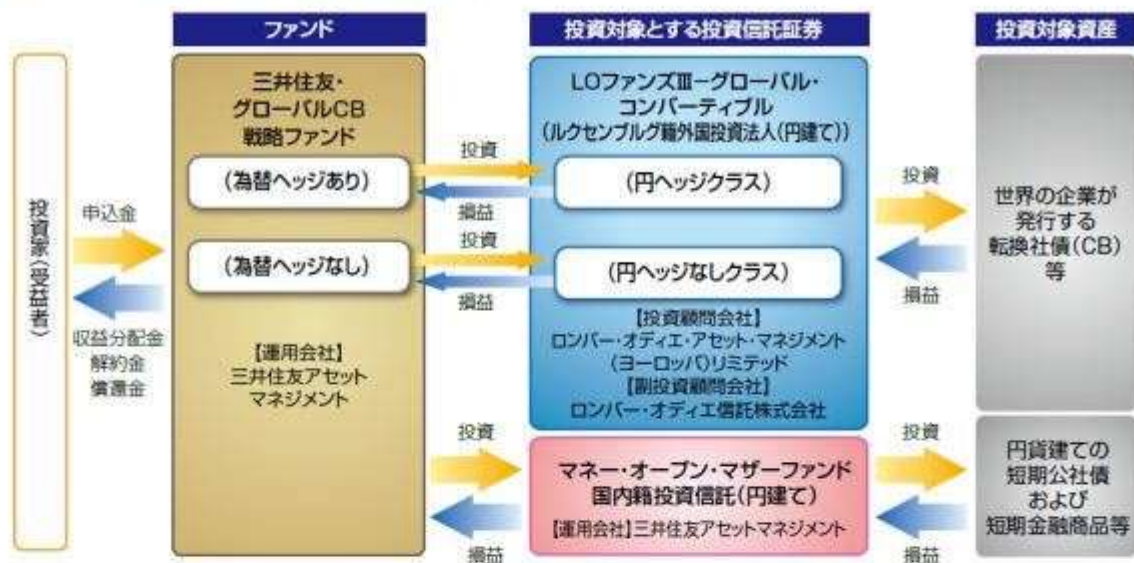 ファンド
投資対象とする投資信託証券
投資対象資産
投資家(受益者)
申込金
収益分配金
解約金
償還金
三井住友・
グローバルCB
戦略ファンド
(為替ヘッジあり)
(為替ヘッジなし)
【運用会社】
三井住友アセット
マネジメント
投資
損益
投資
損益
LOファンズⅢ－グローバル・
コンバーティブル
(ルクセンブルグ籍外国投資法人(円建て))
(円ヘッジクラス)
(円ヘッジなしクラス)
【投資顧問会社】
ロンバー・オディエ・アセット・マネジメント
(ヨーロッパ)リミテッド
【副投資顧問会社】
ロンバー・オディエ信託株式会社
投資
損益
世界の企業が
発行する
転換社債(CB)
等
投資
損益
マネー・オープン・マザーファンド
国内籍投資信託(円建て)
【運用会社】三井住友アセットマネジメント
投資
損益
円貨建ての
短期公社債
および
短期金融商品等